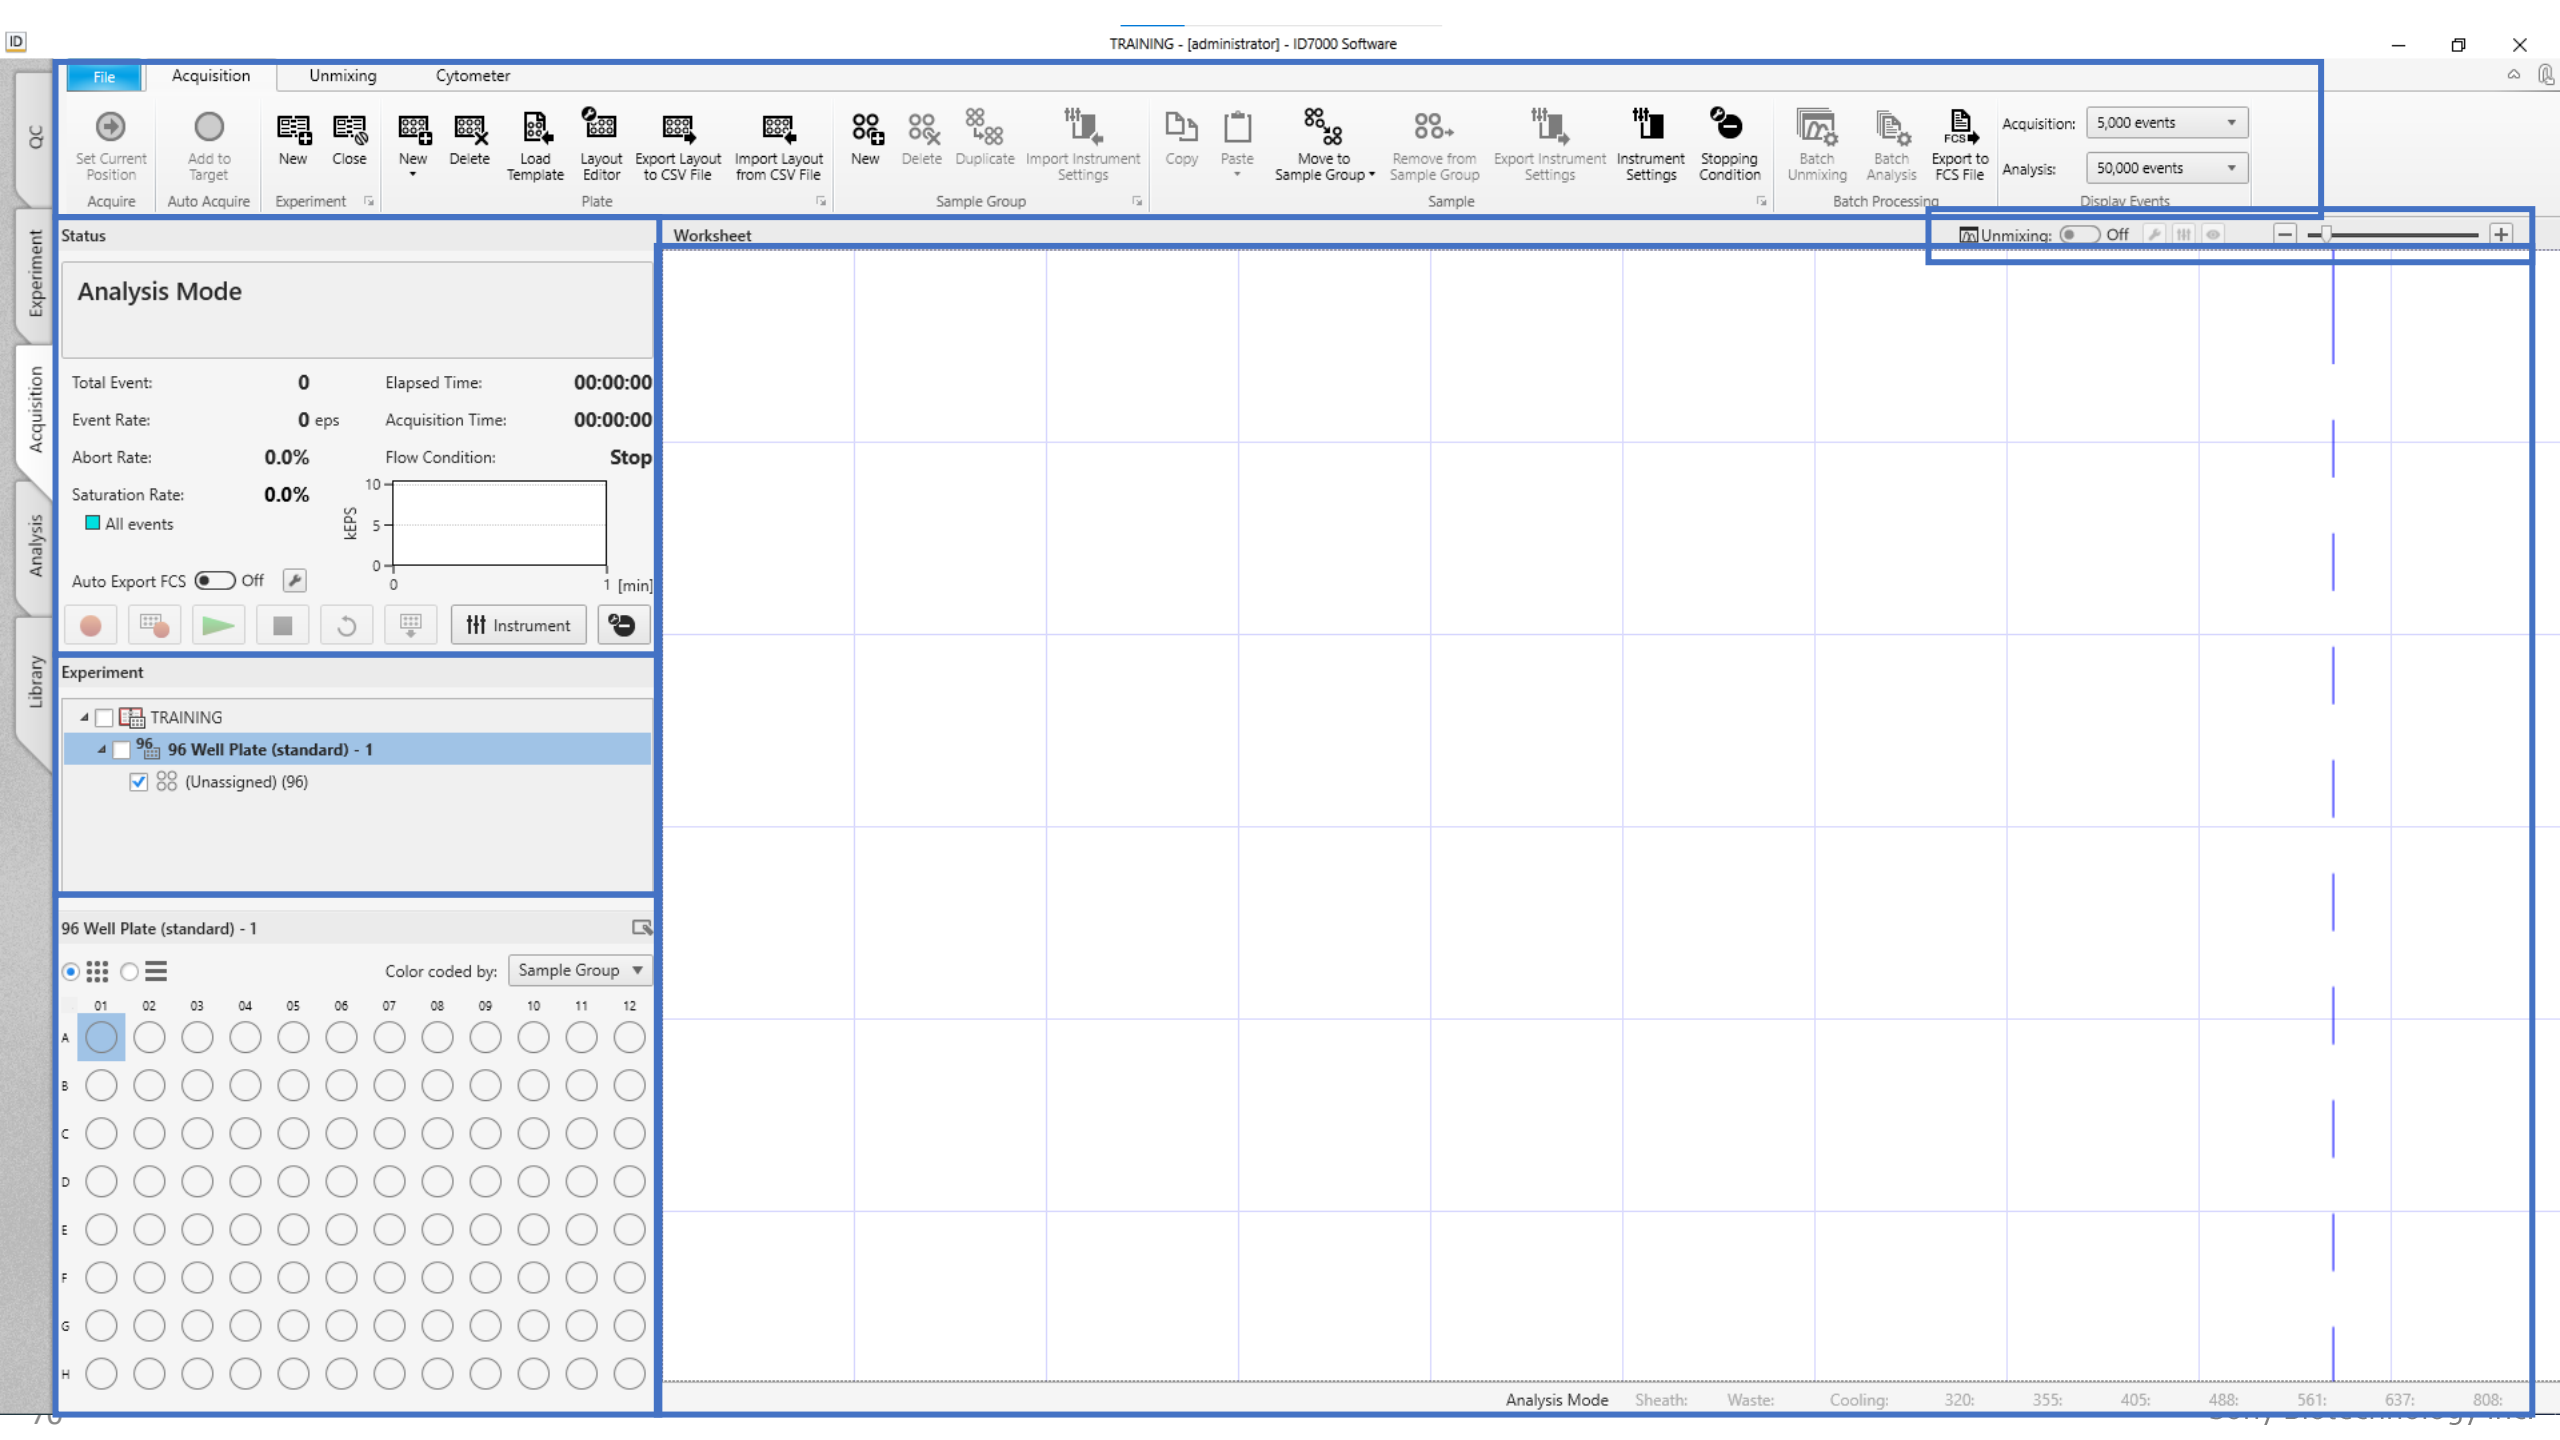 ID
TRAINING - [administrator] - ID7000 Software
File Acquisition Unmixing Cytometer
Set Current Position
Add to Target
New
Close
New
Delete
Load Template
Layout Editor
Export Layout to CSV File
Import Layout from CSV File
New
Delete
Duplicate
Import Instrument Settings
Copy
Paste
Move to Sample Group
Remove from Sample Group
Export Instrument Settings
Instrument Settings
Stopping Condition
Batch Unmixing
Batch Analysis
FCS
Export to FCS File
Acquisition: 5,000 events
Analysis: 50,000 events
Acquire Auto Acquire Experiment Plate Sample Group Sample Batch Processing Display Events
QC
Experiment
Acquisition
Analysis
Library
Status
Analysis Mode
Total Event: 0 Elapsed Time: 00:00:00
Event Rate: 0 eps Acquisition Time: 00:00:00
Abort Rate: 0.0% Flow Condition: Stop
Saturation Rate: 0.0%
All events
kEPS
10
5
0
0 1 [min]
Auto Export FCS Off
Instrument
Experiment
TRAINING
96 96 Well Plate (standard) - 1
(Unassigned) (96)
96 Well Plate (standard) - 1
Color coded by: Sample Group
01 02 03 04 05 06 07 08 09 10 11 12
A
B
C
D
E
F
G
H
Worksheet
Unmixing: Off
Analysis Mode Sheath: Waste: Cooling: 320: 355: 405: 488: 561: 637: 808:
70
Sony Biotechnology Inc.